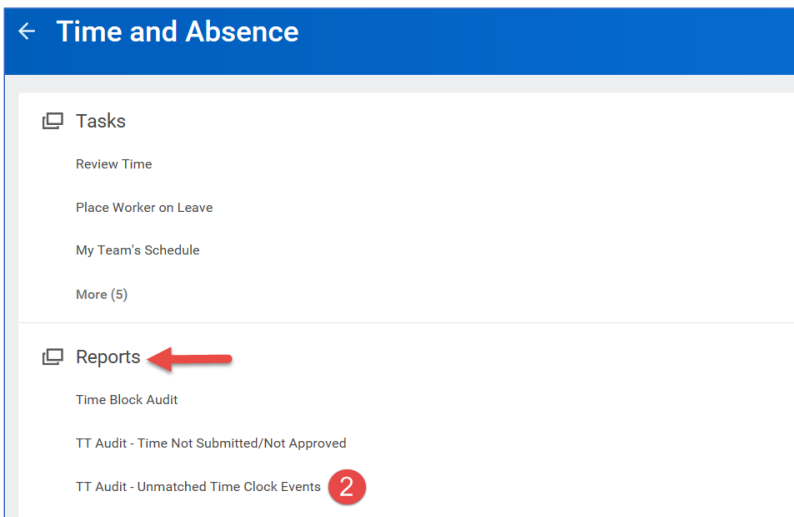 Time and Absence
Tasks
Review Time
Place Worker on Leave
My Team's Schedule
More (5)
Reports
Time Block Audit
TT Audit - Time Not Submitted/Not Approved
TT Audit - Unmatched Time Clock Events 2